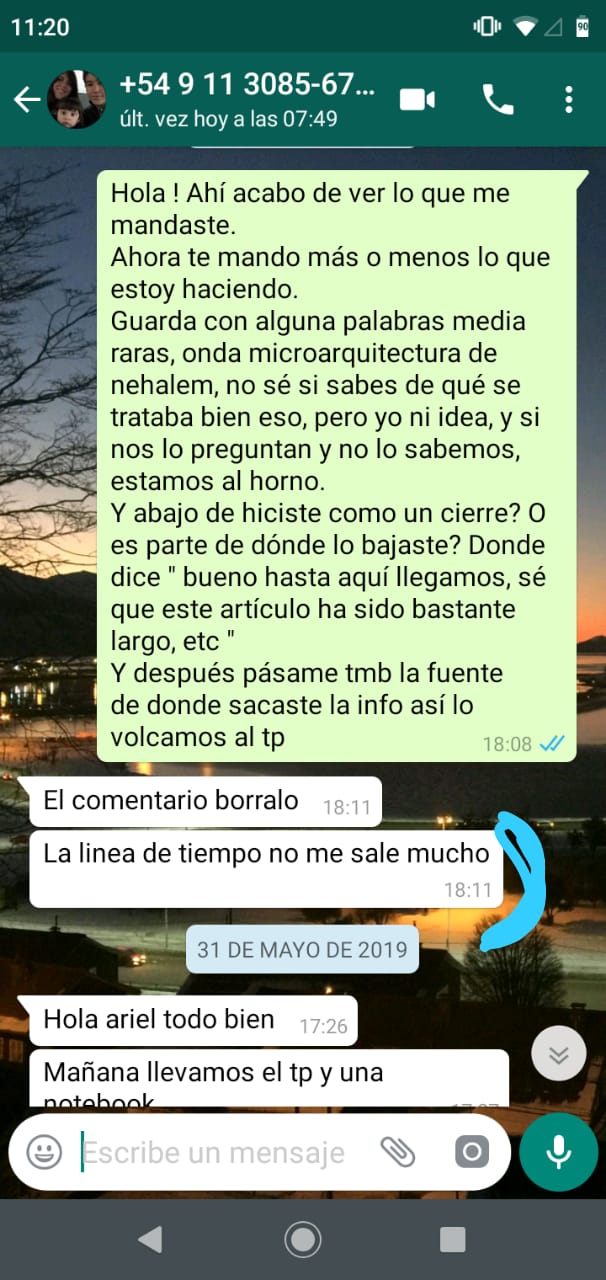 11:20
90
+54 9 11 3085-67...
últ. vez hoy a las 07:49
Hola ! Ahí acabo de ver lo que me
mandaste.
Ahora te mando más o menos lo que
estoy haciendo.
Guarda con alguna palabras media
raras, onda microarquitectura de
nehalem, no sé si sabes de qué se
trataba bien eso, pero yo ni idea, y si
nos lo preguntan y no lo sabemos,
estamos al horno.
Y abajo de hiciste como un cierre? O
es parte de dónde lo bajaste? Donde
dice " bueno hasta aquí llegamos, sé
que este artículo ha sido bastante
largo, etc "
Y después pásame tmb la fuente
de donde sacaste la info así lo
volcamos al tp
18:08
El comentario borralo 18:11
La linea de tiempo no me sale mucho
18:11
31 DE MAYO DE 2019
Hola ariel todo bien 17:26
Mañana llevamos el tp y una
notebook
Escribe un mensaje